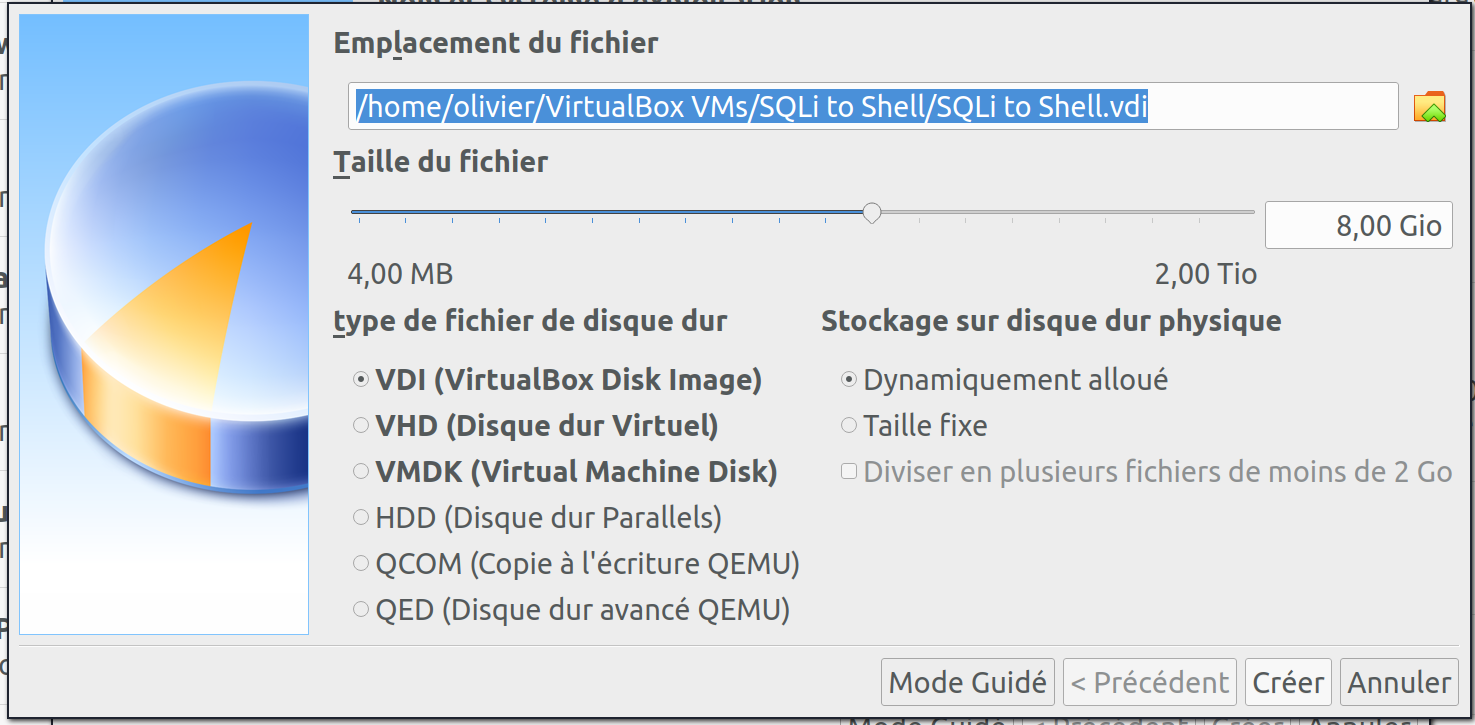 Emplacement du fichier
/home/olivier/VirtualBox VMs/SQLi to Shell/SQLi to Shell.vdi
Taille du fichier
8,00 Gio
4,00 MB 2,00 Tio
type de fichier de disque dur
VDI (VirtualBox Disk Image)
VHD (Disque dur Virtuel)
VMDK (Virtual Machine Disk)
HDD (Disque dur Parallels)
QCOM (Copie à l'écriture QEMU)
QED (Disque dur avancé QEMU)
Stockage sur disque dur physique
Dynamiquement alloué
Taille fixe
Diviser en plusieurs fichiers de moins de 2 Go
Mode Guidé < Précédent Créer Annuler